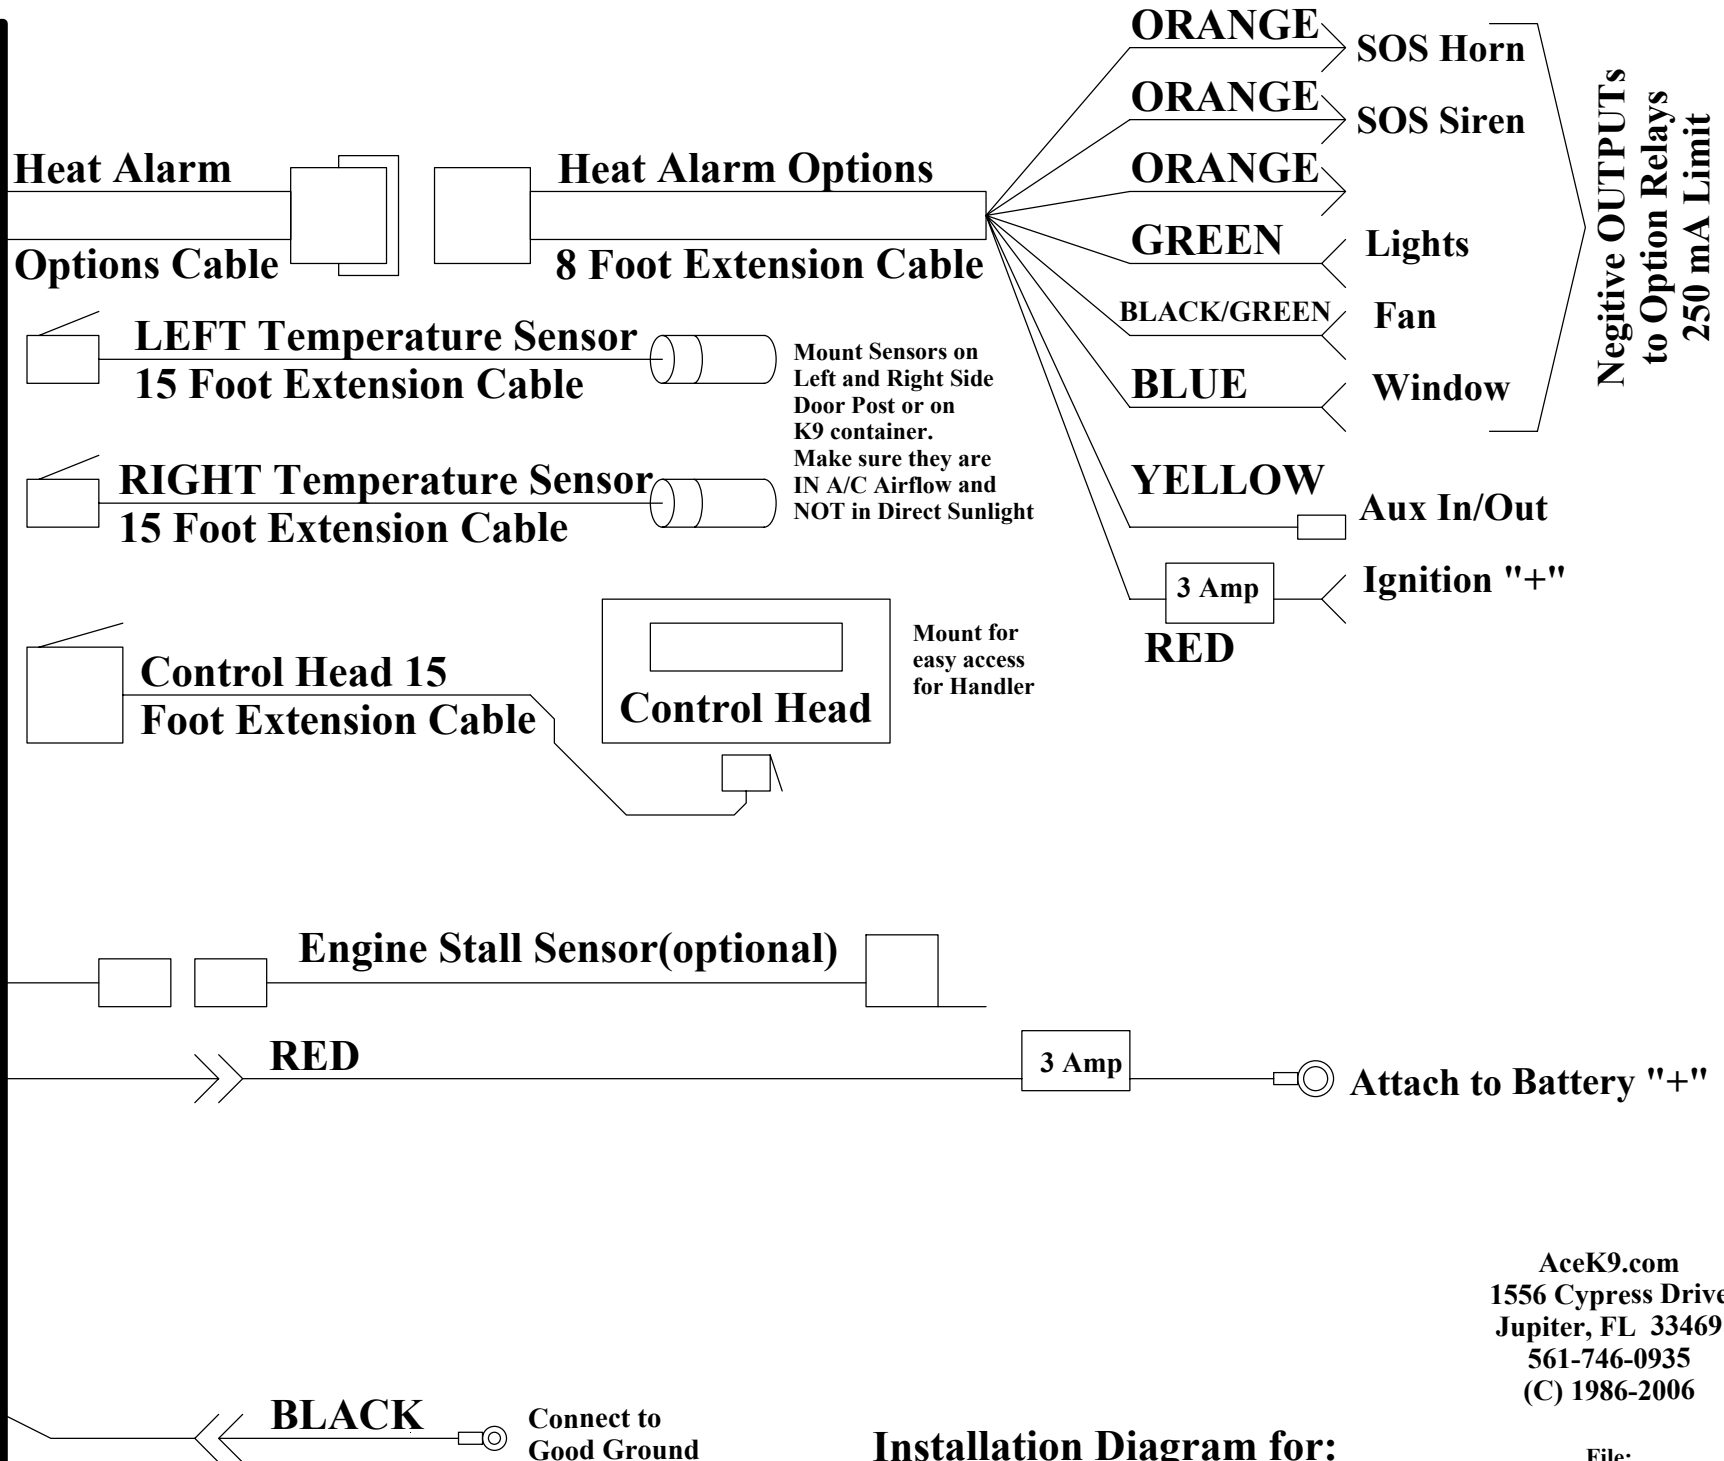 ORANGE
SOS Horn
ORANGE
SOS Siren
ORANGE
GREEN
Lights
BLACK/GREEN
Fan
BLUE
Window
Negitive OUTPUTs
to Option Relays
250 mA Limit
YELLOW
Aux In/Out
3 Amp
Ignition "+"
RED
Heat Alarm
Options Cable
Heat Alarm Options
8 Foot Extension Cable
LEFT Temperature Sensor
15 Foot Extension Cable
Mount Sensors on
Left and Right Side
Door Post or on
K9 container.
Make sure they are
IN A/C Airflow and
NOT in Direct Sunlight
RIGHT Temperature Sensor
15 Foot Extension Cable
Control Head 15
Foot Extension Cable
Control Head
Mount for
easy access
for Handler
Engine Stall Sensor(optional)
RED
3 Amp
Attach to Battery "+"
AceK9.com
1556 Cypress Drive
Jupiter, FL 33469
561-746-0935
(C) 1986-2006
BLACK
Connect to
Good Ground
Installation Diagram for:
File: